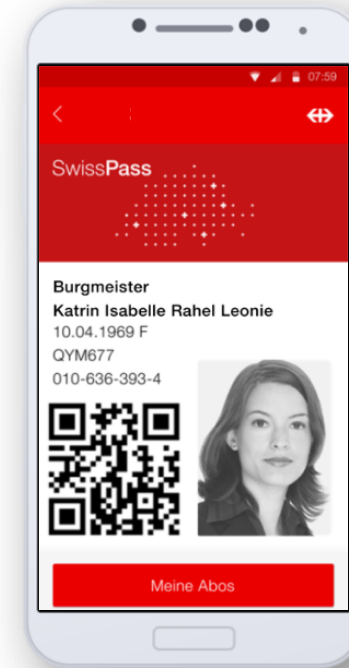 07:59
SwissPass
Burgmeister
Katrin Isabelle Rahel Leonie
10.04.1969 F
QYM677
010-636-393-4
Meine Abos